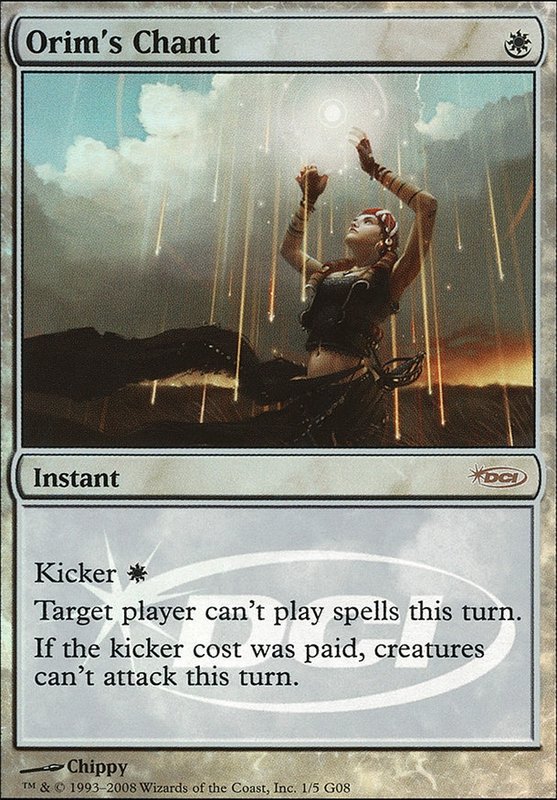 Orim's Chant
Instant
DCI
Kicker
Target player can't play spells this turn.
If the kicker cost was paid, creatures
can't attack this turn.
DCI
Chippy
™ & © 1993–2008 Wizards of the Coast, Inc. 1/5 G08